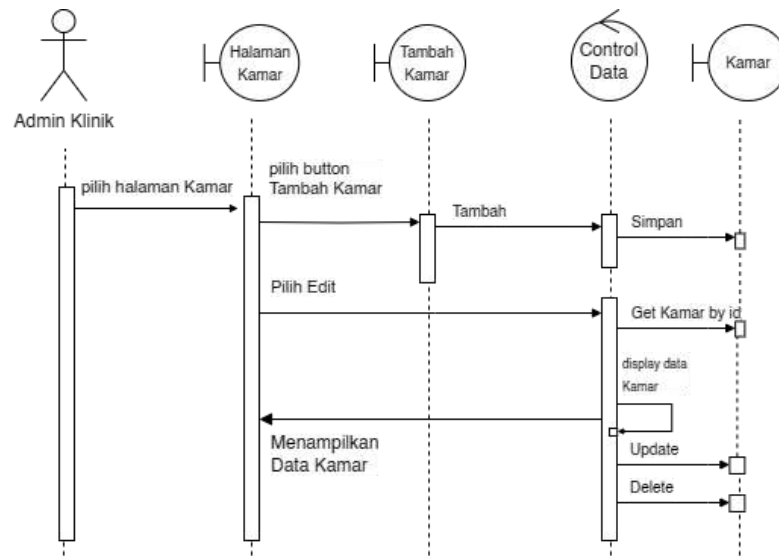 Halaman
Kamar
Tambah
Kamar
Control
Data
Kamar
Admin Klinik
pilih halaman Kamar
pilih button
Tambah Kamar
Tambah
Simpan
Pilih Edit
Get Kamar by id
display data
Kamar
Menampilkan
Data Kamar
Update
Delete